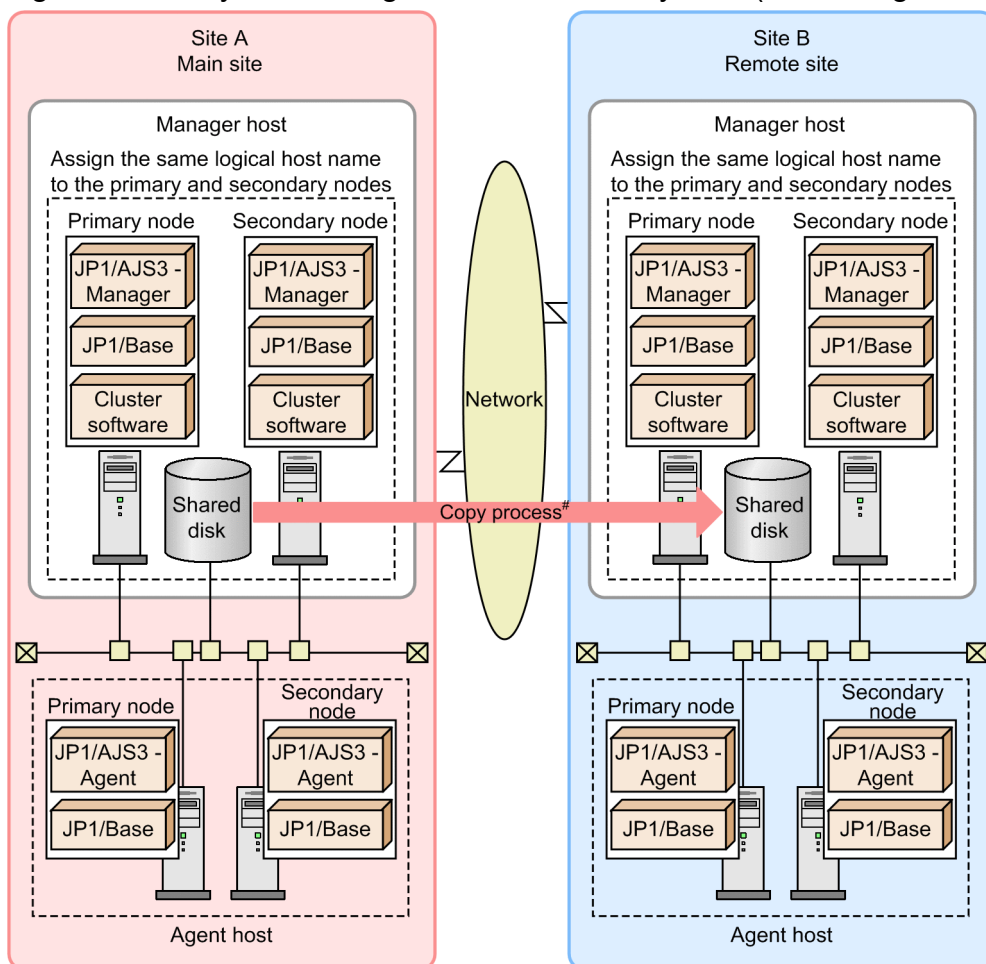 Site A
Main site
Manager host
Assign the same logical host name
to the primary and secondary nodes
Primary node
Secondary node
JP1/AJS3 -
Manager
JP1/Base
Cluster
software
JP1/AJS3 -
Manager
JP1/Base
Cluster
software
Shared
disk
Primary node
Secondary
node
JP1/AJS3 -
Agent
JP1/Base
JP1/AJS3 -
Agent
JP1/Base
Agent host
Network
Copy process#
Site B
Remote site
Manager host
Assign the same logical host name
to the primary and secondary nodes
Primary node
Secondary node
JP1/AJS3 -
Manager
JP1/Base
Cluster
software
JP1/AJS3 -
Manager
JP1/Base
Cluster
software
Shared
disk
Primary node
Secondary
node
JP1/AJS3 -
Agent
JP1/Base
JP1/AJS3 -
Agent
JP1/Base
Agent host